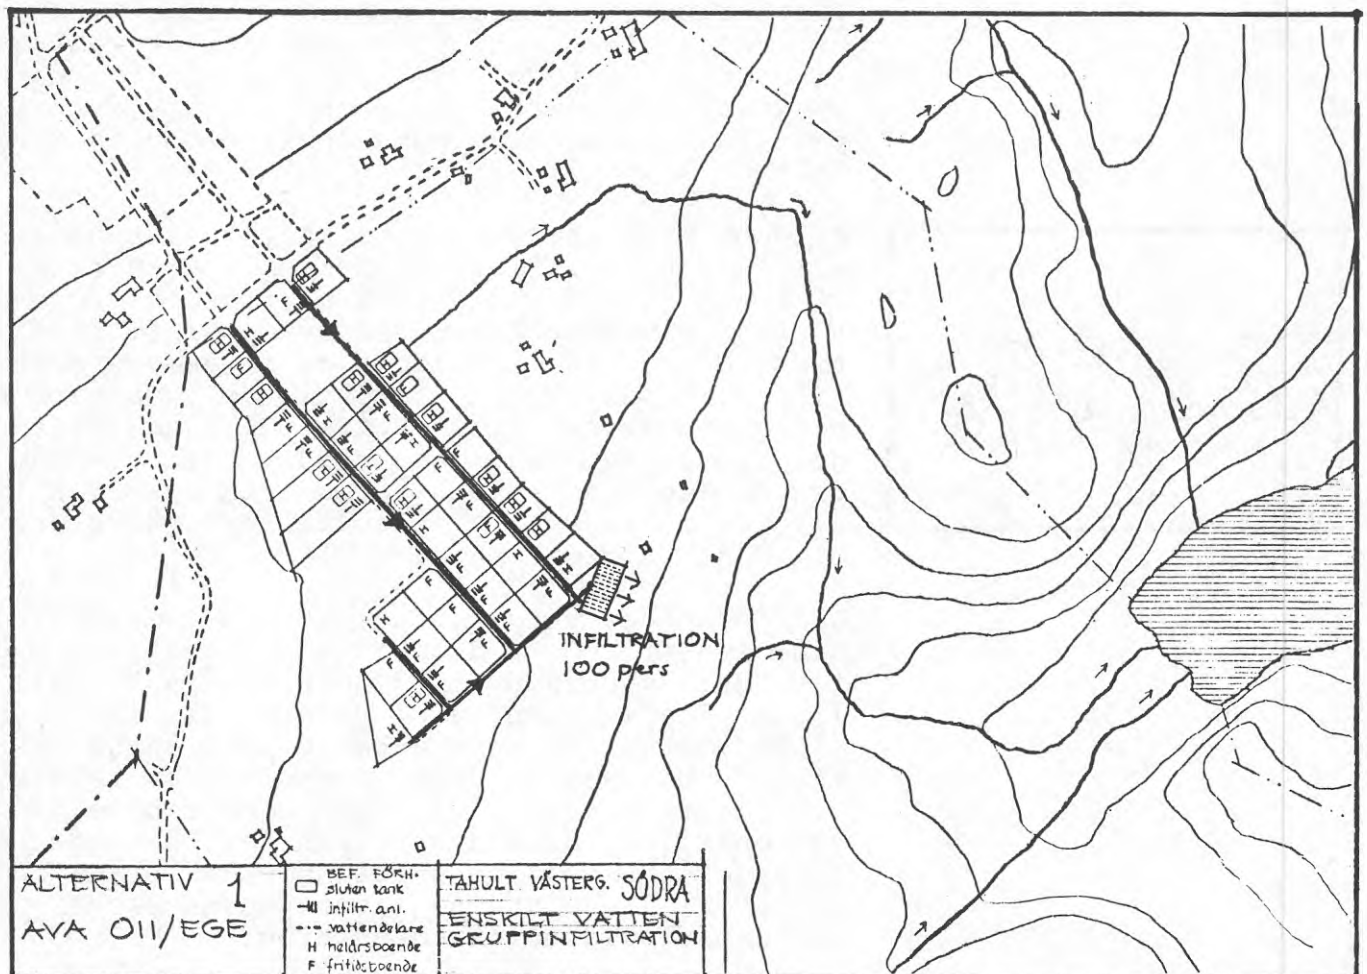 INFILTRATION
100 pers
ALTERNATIV 1
AVA 011/EGE
BEF. FÖRH.
sluten tank
infiltr. anl.
vattendelare
H helårsboende
F fritidsboende
TAHULT VÄSTERG. SÖDRA
ENSKILT VATTEN
GRUPPINFILTRATION